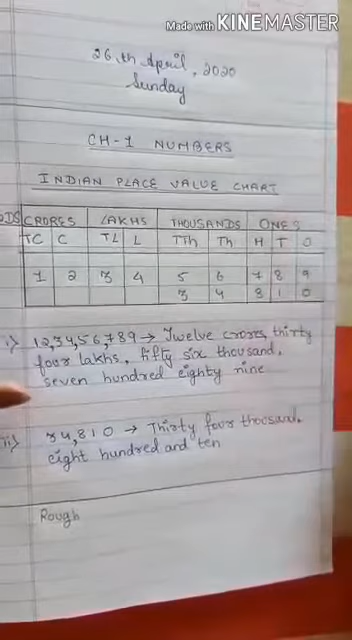 Made with KINEMASTER
26th April, 2020
Sunday
CH-1 NUMBERS
INDIAN PLACE VALUE CHART
ODS CRORES LAKHS THOUSANDS ONES
TC C TL L TTh Th H T O
1 2 3 4 5 6 7 8 9
3 4 8 1 0
i) 12,34,56,789 → Twelve crores, thirty
four lakhs, fifty six thousand,
seven hundred eighty nine
ii) 34,810 → Thirty four thousand,
eight hundred and ten
Rough